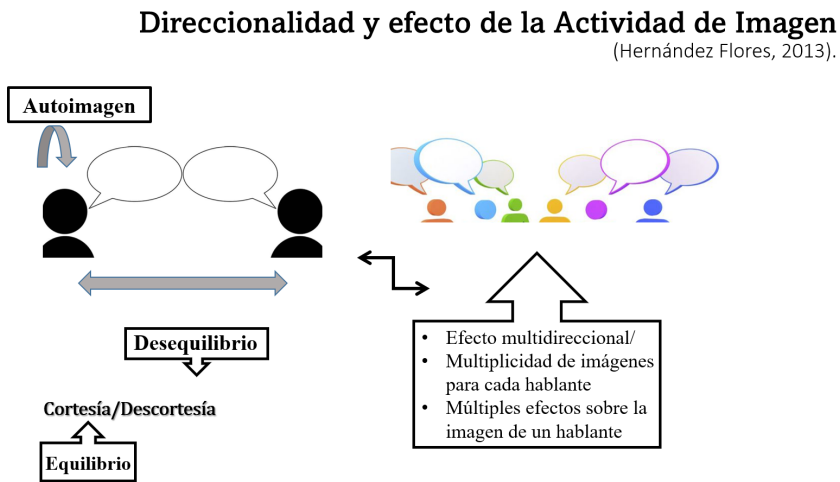 Direccionalidad y efecto de la Actividad de Imagen
(Hernández Flores, 2013).
Autoimagen
Desequilibrio
Cortesía/Descortesía
Equilibrio
• Efecto multidireccional/
• Multiplicidad de imágenes
para cada hablante
• Múltiples efectos sobre la
imagen de un hablante